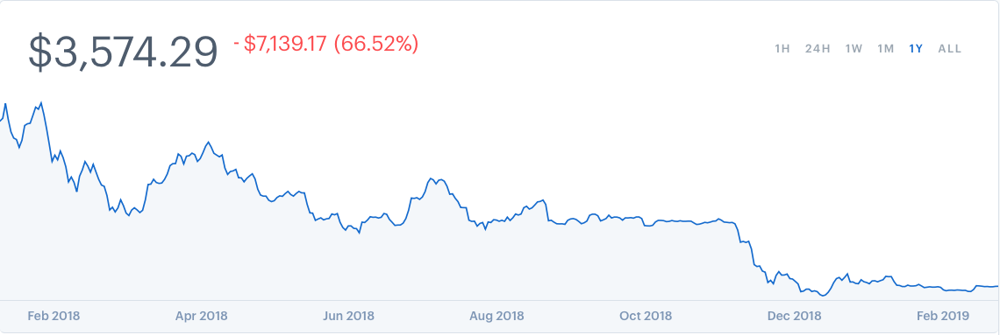 $3,574.29 - $7,139.17 (66.52%) 1H 24H 1W 1M 1Y ALL
Feb 2018 Apr 2018 Jun 2018 Aug 2018 Oct 2018 Dec 2018 Feb 2019